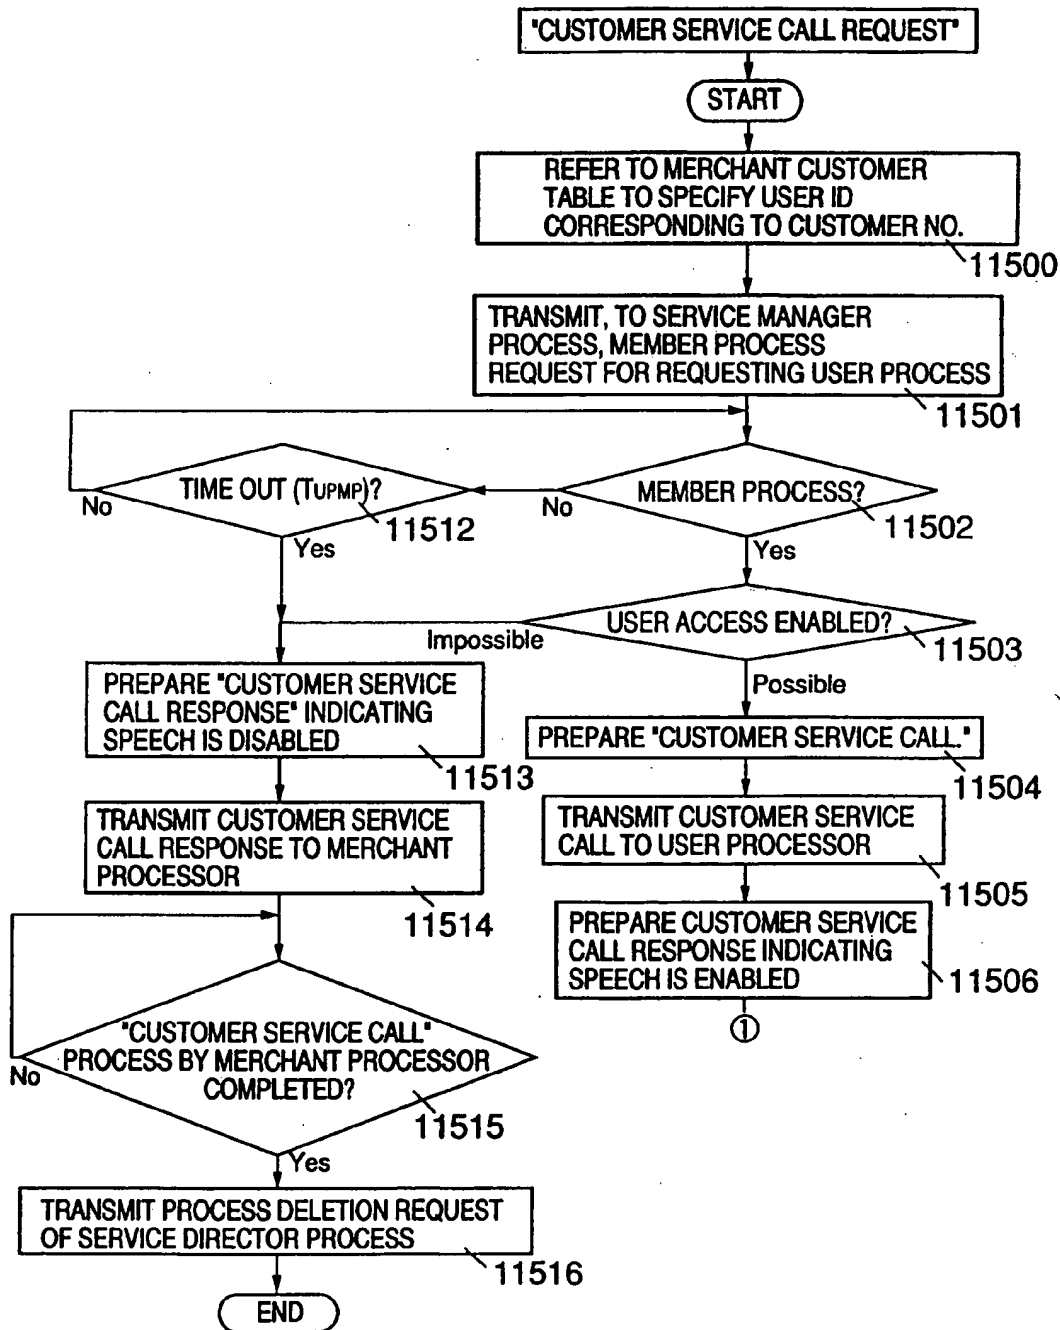 "CUSTOMER SERVICE CALL REQUEST"
START
REFER TO MERCHANT CUSTOMER
TABLE TO SPECIFY USER ID
CORRESPONDING TO CUSTOMER NO.
11500
TRANSMIT, TO SERVICE MANAGER
PROCESS, MEMBER PROCESS
REQUEST FOR REQUESTING USER PROCESS
11501
TIME OUT (TUPMP)?
No
11512
Yes
MEMBER PROCESS?
No
11502
Yes
USER ACCESS ENABLED?
Impossible
11503
Possible
PREPARE "CUSTOMER SERVICE
CALL RESPONSE" INDICATING
SPEECH IS DISABLED
11513
PREPARE "CUSTOMER SERVICE CALL."
11504
TRANSMIT CUSTOMER SERVICE
CALL RESPONSE TO MERCHANT
PROCESSOR
11514
TRANSMIT CUSTOMER SERVICE
CALL TO USER PROCESSOR
11505
PREPARE CUSTOMER SERVICE
CALL RESPONSE INDICATING
SPEECH IS ENABLED
11506
①
"CUSTOMER SERVICE CALL"
PROCESS BY MERCHANT PROCESSOR
COMPLETED?
No
11515
Yes
TRANSMIT PROCESS DELETION REQUEST
OF SERVICE DIRECTOR PROCESS
11516
END